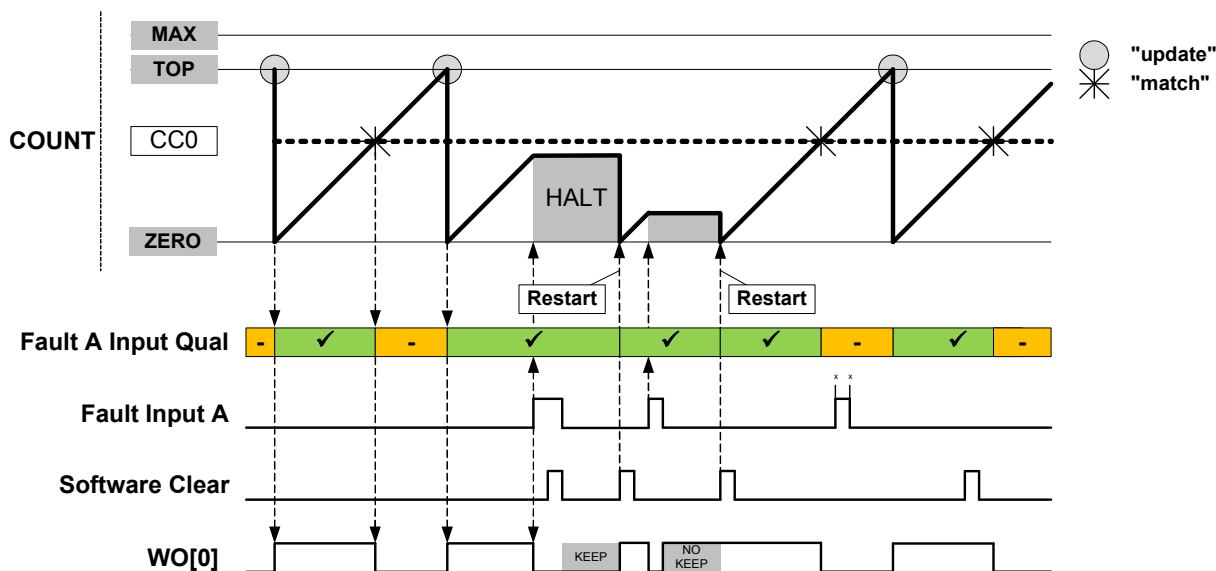 MAX
"update"
TOP
"match"
COUNT
CC0
HALT
ZERO
Restart
Restart
Fault A Input Qual
- ✓ - ✓ ✓ ✓ - ✓ -
x x
Fault Input A
Software Clear
WO[0]
KEEP
NO
KEEP